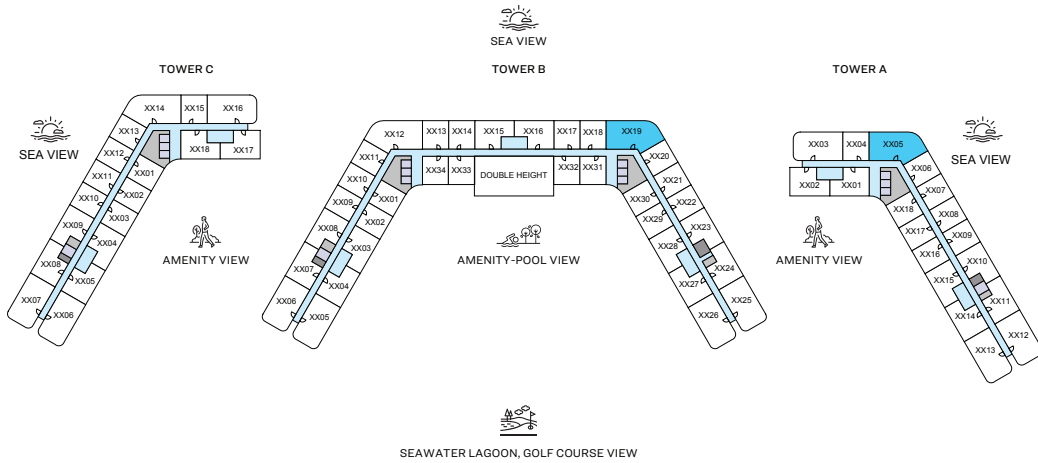 SEA VIEW
TOWER C
TOWER B
TOWER A
SEA VIEW
XX14
XX15
XX16
XX13
XX12
XX11
XX10
XX09
XX08
XX07
XX06
XX05
XX04
XX03
XX02
XX01
XX18
XX17
AMENITY VIEW
XX12
XX13
XX14
XX15
XX16
XX17
XX18
XX19
XX11
XX10
XX09
XX08
XX07
XX06
XX05
XX04
XX03
XX02
XX01
XX34
XX33
DOUBLE HEIGHT
XX32
XX31
XX30
XX29
XX28
XX27
XX26
XX20
XX21
XX22
XX23
XX24
XX25
AMENITY-POOL VIEW
XX03
XX04
XX05
XX02
XX01
XX06
XX07
XX08
XX09
XX10
XX11
XX12
XX18
XX17
XX16
XX15
XX14
XX13
SEA VIEW
AMENITY VIEW
SEAWATER LAGOON, GOLF COURSE VIEW